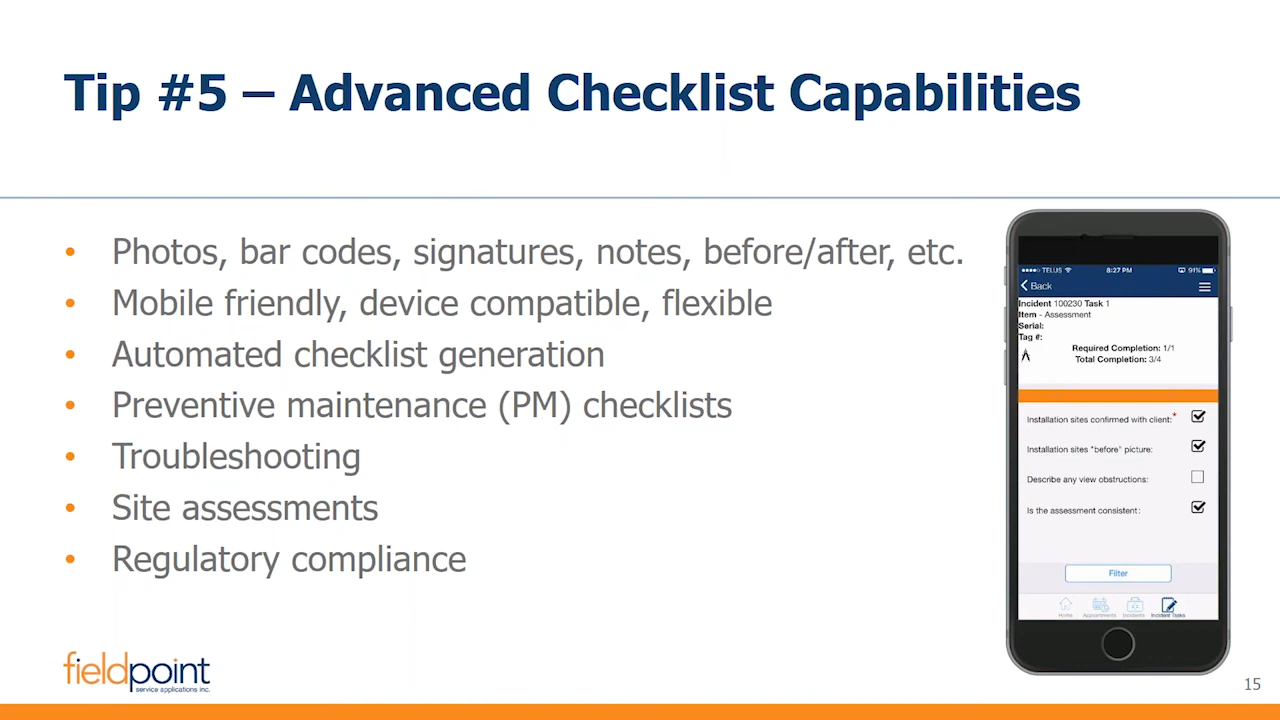 Tip #5 – Advanced Checklist Capabilities
• Photos, bar codes, signatures, notes, before/after, etc.
• Mobile friendly, device compatible, flexible
• Automated checklist generation
• Preventive maintenance (PM) checklists
• Troubleshooting
• Site assessments
• Regulatory compliance
TELUS 8:27 PM 91%
Back
Incident 100230 Task 1
Item - Assessment
Serial:
Tag #:
Required Completion: 1/1
Total Completion: 3/4
Installation sites confirmed with client:*
Installation sites "before" picture:
Describe any view obstructions:
Is the assessment consistent:
Filter
Home Appointments Incidents Incident Tasks
fieldpoint
service applications inc.
15